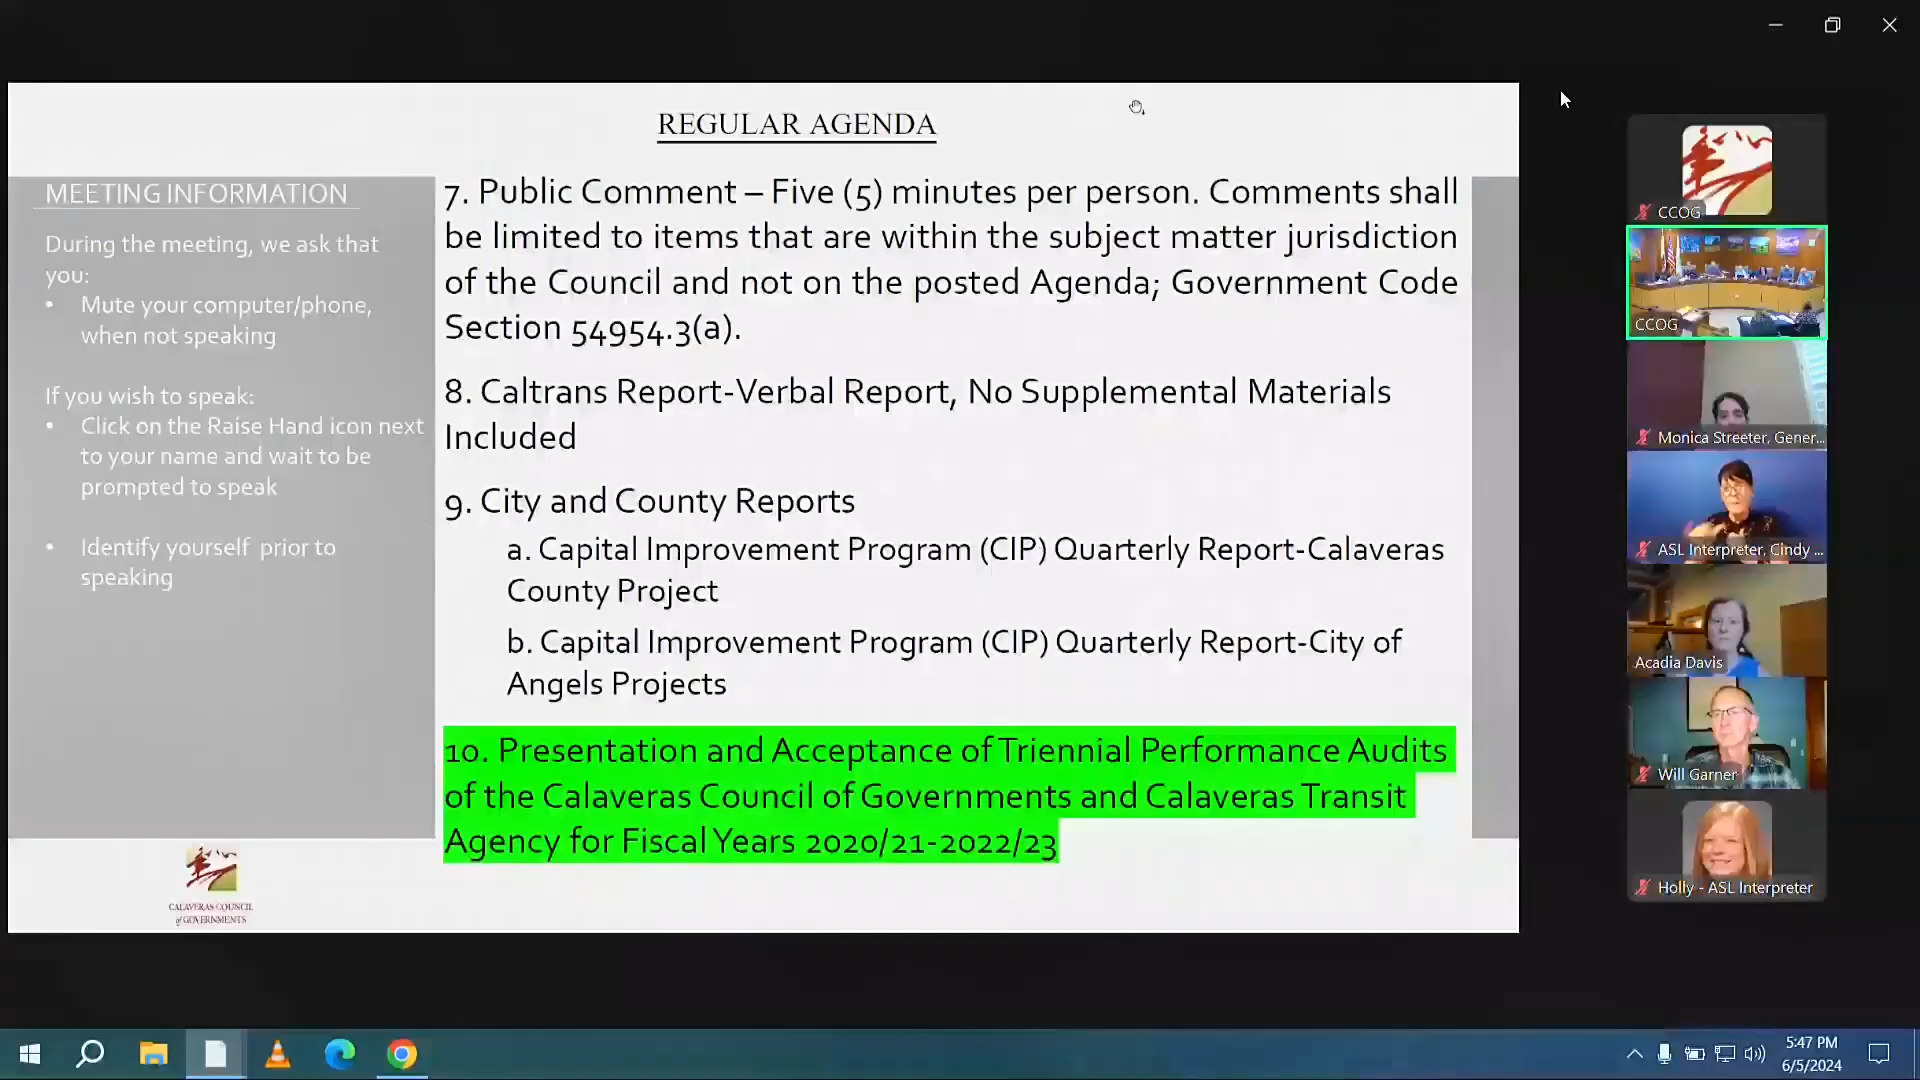 REGULAR AGENDA
MEETING INFORMATION
During the meeting, we ask that
you:
• Mute your computer/phone,
when not speaking
If you wish to speak:
• Click on the Raise Hand icon next
to your name and wait to be
prompted to speak
• Identify yourself prior to
speaking
CALAVERAS COUNCIL
of GOVERNMENTS
7. Public Comment – Five (5) minutes per person. Comments shall
be limited to items that are within the subject matter jurisdiction
of the Council and not on the posted Agenda; Government Code
Section 54954.3(a).
8. Caltrans Report-Verbal Report, No Supplemental Materials
Included
9. City and County Reports
a. Capital Improvement Program (CIP) Quarterly Report-Calaveras
County Project
b. Capital Improvement Program (CIP) Quarterly Report-City of
Angels Projects
10. Presentation and Acceptance of Triennial Performance Audits
of the Calaveras Council of Governments and Calaveras Transit
Agency for Fiscal Years 2020/21-2022/23
CCOG
CCOG
Monica Streeter, Gener...
ASL Interpreter, Cindy ...
Acadia Davis
Will Garner
Holly - ASL Interpreter
5:47 PM
6/5/2024